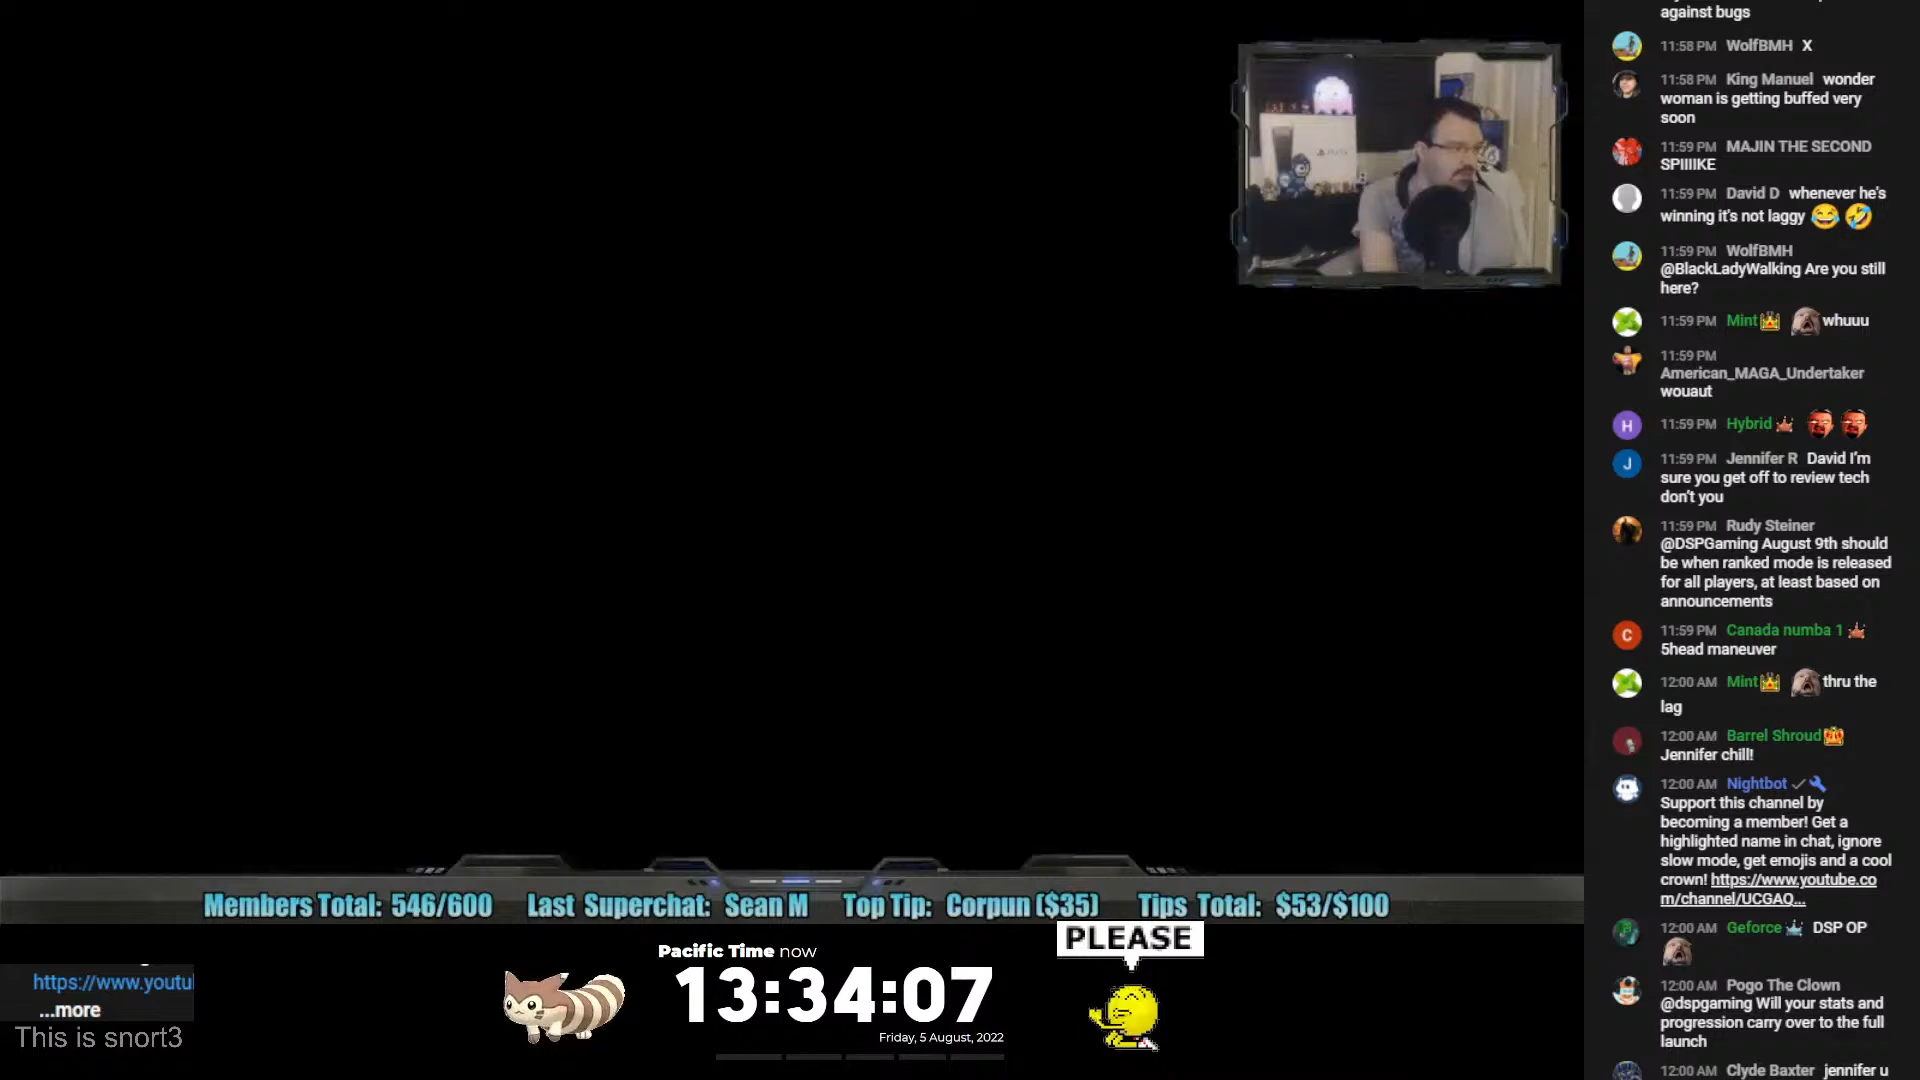 against bugs
11:58 PM WolfBMH X
11:58 PM King Manuel wonder
woman is getting buffed very
soon
11:59 PM MAJIN THE SECOND
SPIIIIKE
11:59 PM David D whenever he's
winning it's not laggy 😂 🤣
11:59 PM WolfBMH
@BlackLadyWalking Are you still
here?
11:59 PM Mint whuuu
11:59 PM
American_MAGA_Undertaker
wouaut
H 11:59 PM Hybrid
J 11:59 PM Jennifer R David I'm
sure you get off to review tech
don't you
11:59 PM Rudy Steiner
@DSPGaming August 9th should
be when ranked mode is released
for all players, at least based on
announcements
C 11:59 PM Canada numba 1
5head maneuver
12:00 AM Mint thru the
lag
12:00 AM Barrel Shroud
Jennifer chill!
12:00 AM Nightbot
Support this channel by
becoming a member! Get a
highlighted name in chat, ignore
slow mode, get emojis and a cool
crown! https://www.youtube.co
m/channel/UCGAQ...
12:00 AM Geforce DSP OP
12:00 AM Pogo The Clown
@dspgaming Will your stats and
progression carry over to the full
launch
12:00 AM Clyde Baxter jennifer u
Members Total: 546/600 Last Superchat: Sean M Top Tip: Corpun ($35) Tips Total: $53/$100
PLEASE
Pacific Time now
13:34:07
Friday, 5 August, 2022
https://www.youtu
...more
This is snort3